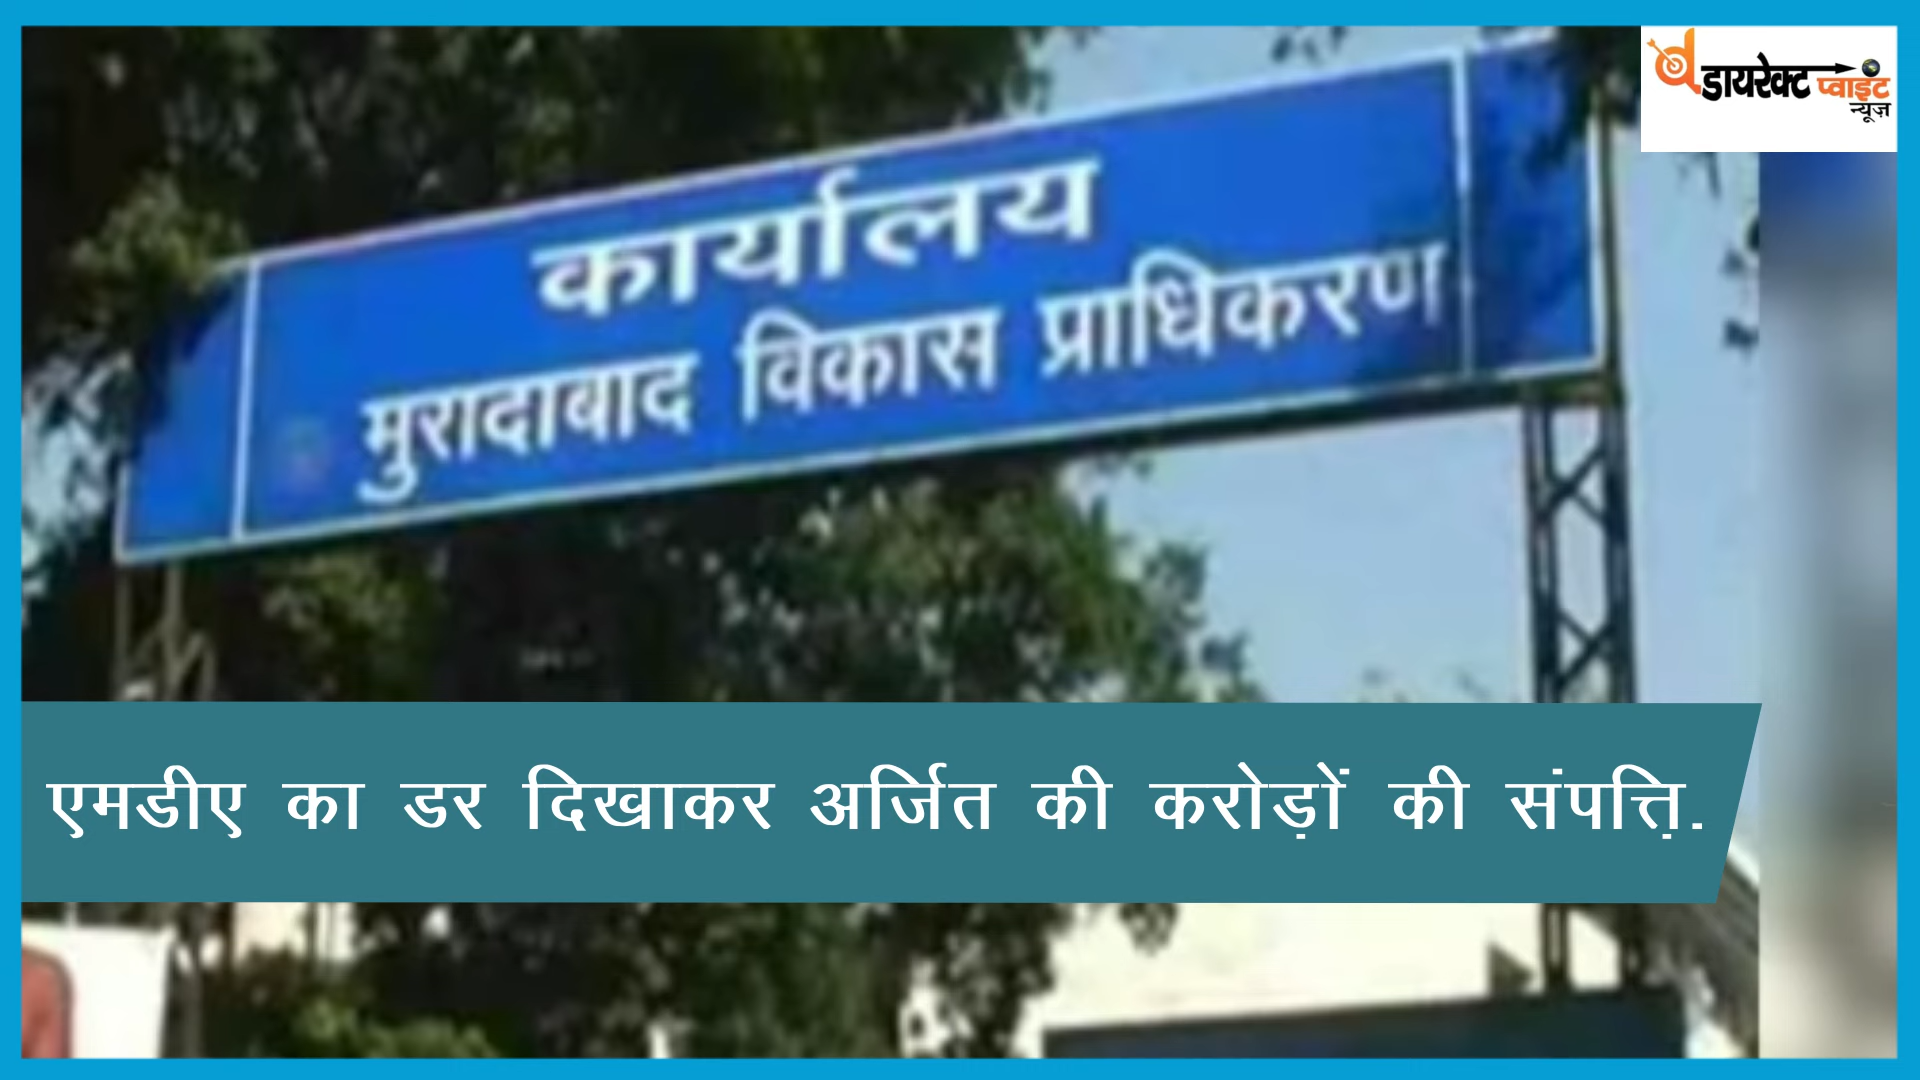 डायरेक्ट प्वाइंट
न्यूज़
कार्यालय
मुरादाबाद विकास प्राधिकरण
एमडीए का डर दिखाकर अर्जित की करोड़ों की संपत्ति़.